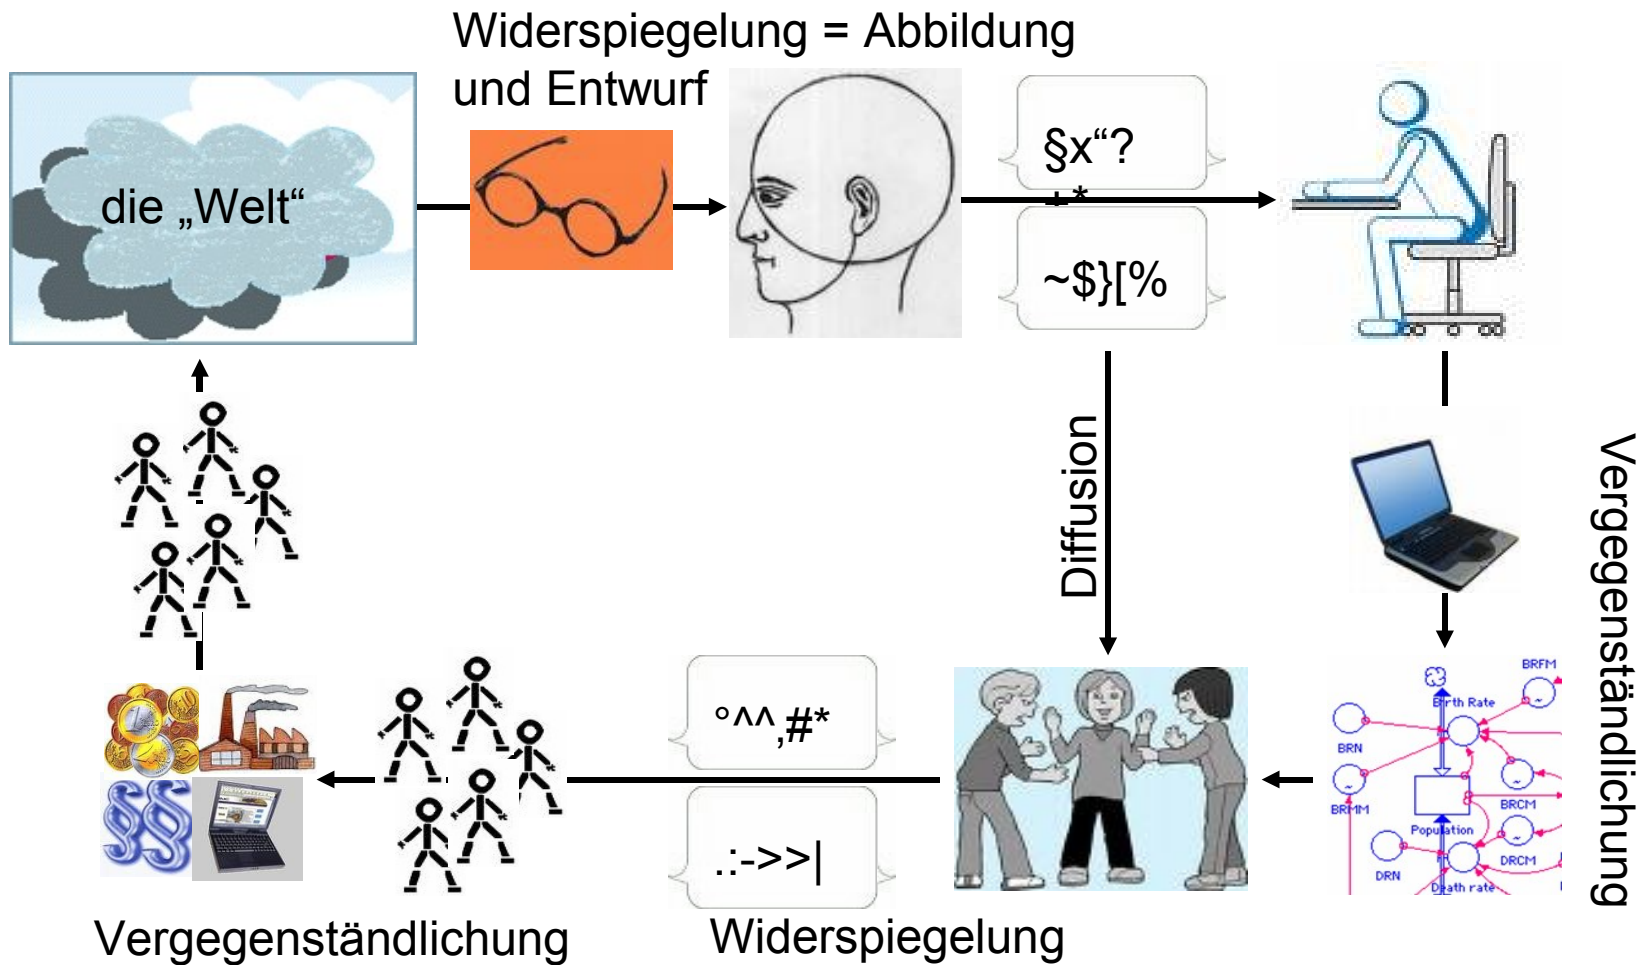 Widerspiegelung = Abbildung
und Entwurf
die „Welt“
§x“?
+*
~$}[%
Diffusion
Vergegenständlichung
BRFM
Birth Rate
BRN
BRMM
BRCM
Population
DRCM
DRN
Death rate
°^^,#*
.:->>|
§§
Vergegenständlichung
Widerspiegelung